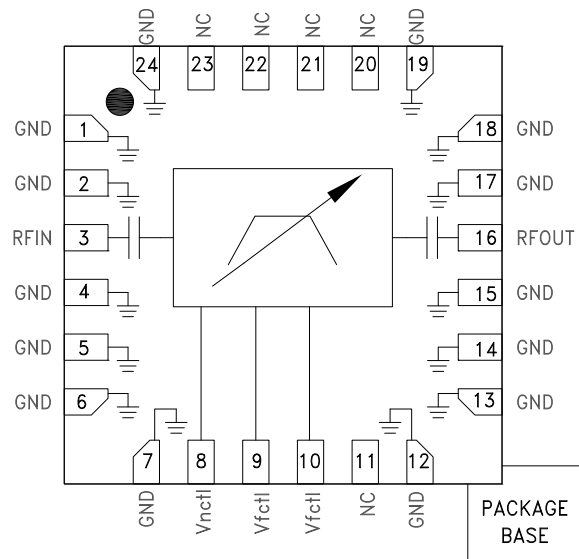 GND
NC
NC
NC
NC
GND
24
23
22
21
20
19
GND 1
18 GND
GND 2
17 GND
RFIN 3
16 RFOUT
GND 4
15 GND
GND 5
14 GND
GND 6
13 GND
7
8
9
10
11
12
GND
Vnctl
Vfctl
Vfctl
NC
GND
PACKAGE
BASE